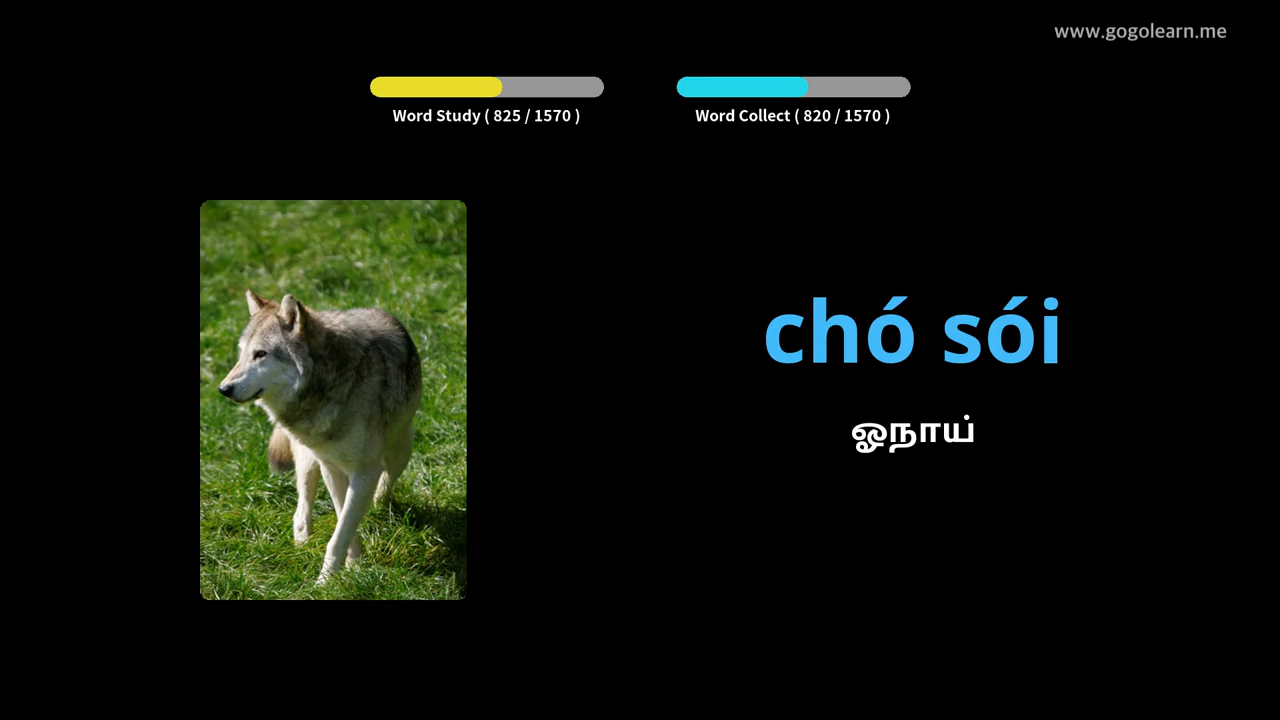 www.gogolearn.me
Word Study ( 825 / 1570 )
Word Collect ( 820 / 1570 )
chó sói
ஓநாய்